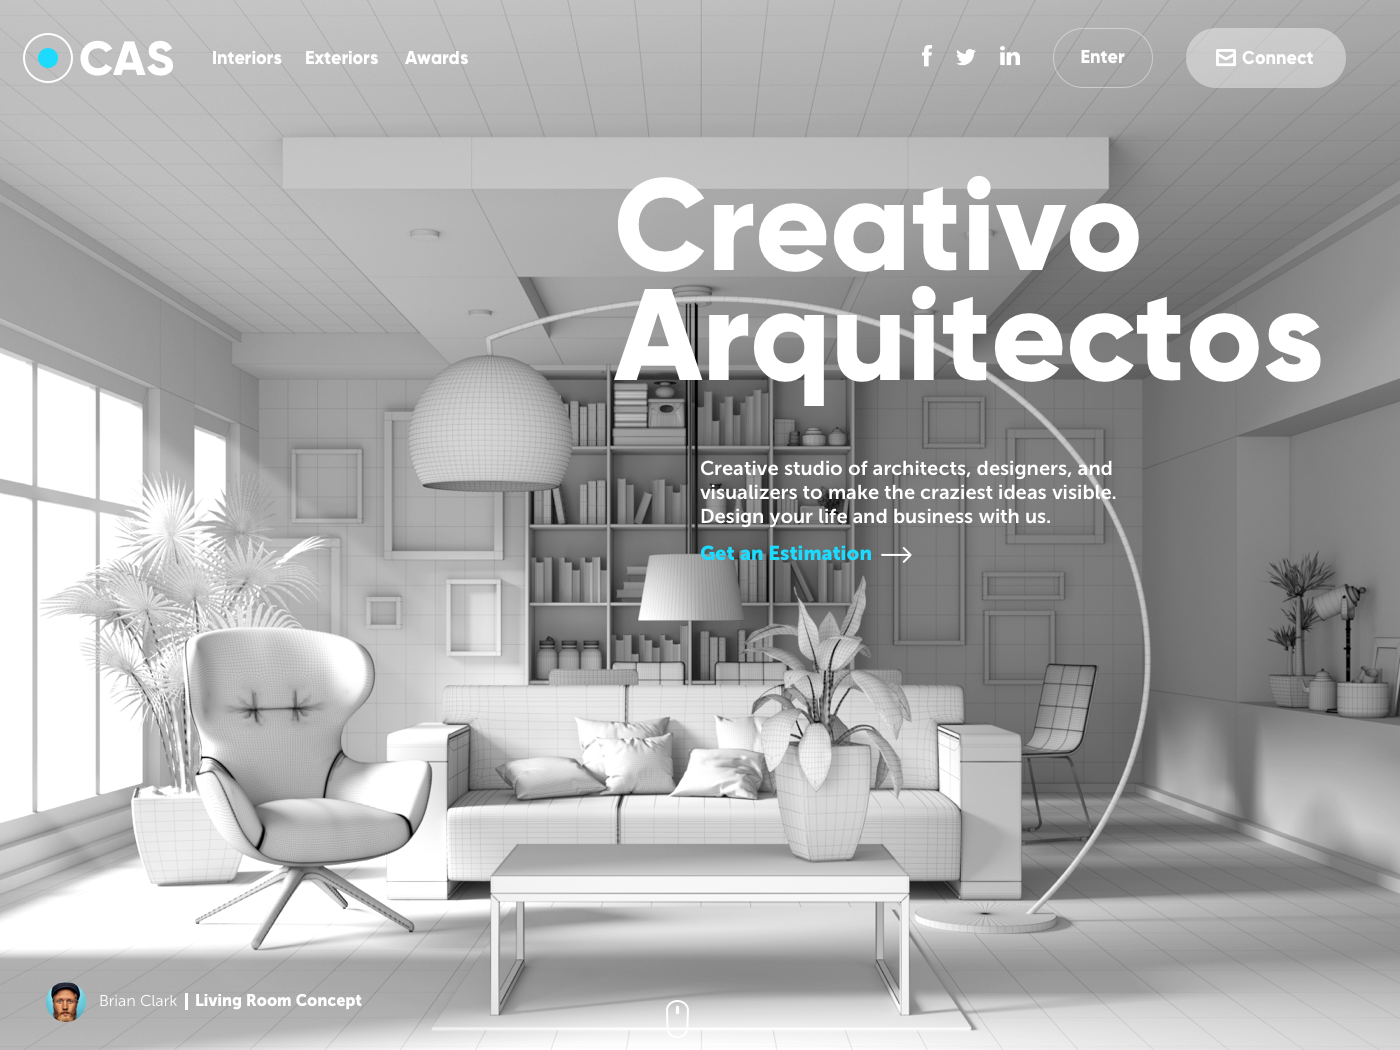 CAS
Interiors Exteriors Awards
Enter
Connect
Creativo
Arquitectos
Creative studio of architects, designers, and
visualizers to make the craziest ideas visible.
Design your life and business with us.
Get an Estimation
Brian Clark | Living Room Concept